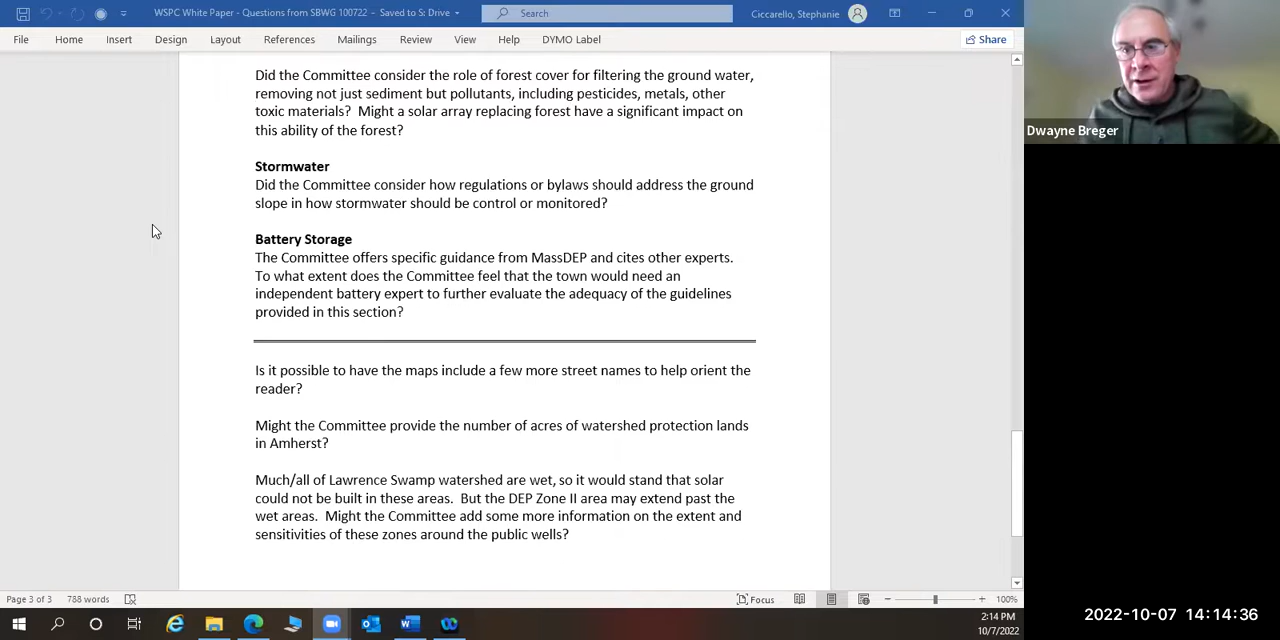 WSPC White Paper - Questions from SBWG 100722 - Saved to S: Drive
Search
Ciccarello, Stephanie
File Home Insert Design Layout References Mailings Review View Help DYMO Label
Share
Did the Committee consider the role of forest cover for filtering the ground water,
removing not just sediment but pollutants, including pesticides, metals, other
toxic materials? Might a solar array replacing forest have a significant impact on
this ability of the forest?
Stormwater
Did the Committee consider how regulations or bylaws should address the ground
slope in how stormwater should be control or monitored?
Battery Storage
The Committee offers specific guidance from MassDEP and cites other experts.
To what extent does the Committee feel that the town would need an
independent battery expert to further evaluate the adequacy of the guidelines
provided in this section?
Is it possible to have the maps include a few more street names to help orient the
reader?
Might the Committee provide the number of acres of watershed protection lands
in Amherst?
Much/all of Lawrence Swamp watershed are wet, so it would stand that solar
could not be built in these areas. But the DEP Zone II area may extend past the
wet areas. Might the Committee add some more information on the extent and
sensitivities of these zones around the public wells?
Page 3 of 3 788 words
Focus
100%
2:14 PM
10/7/2022
Dwayne Breger
2022-10-07 14:14:36